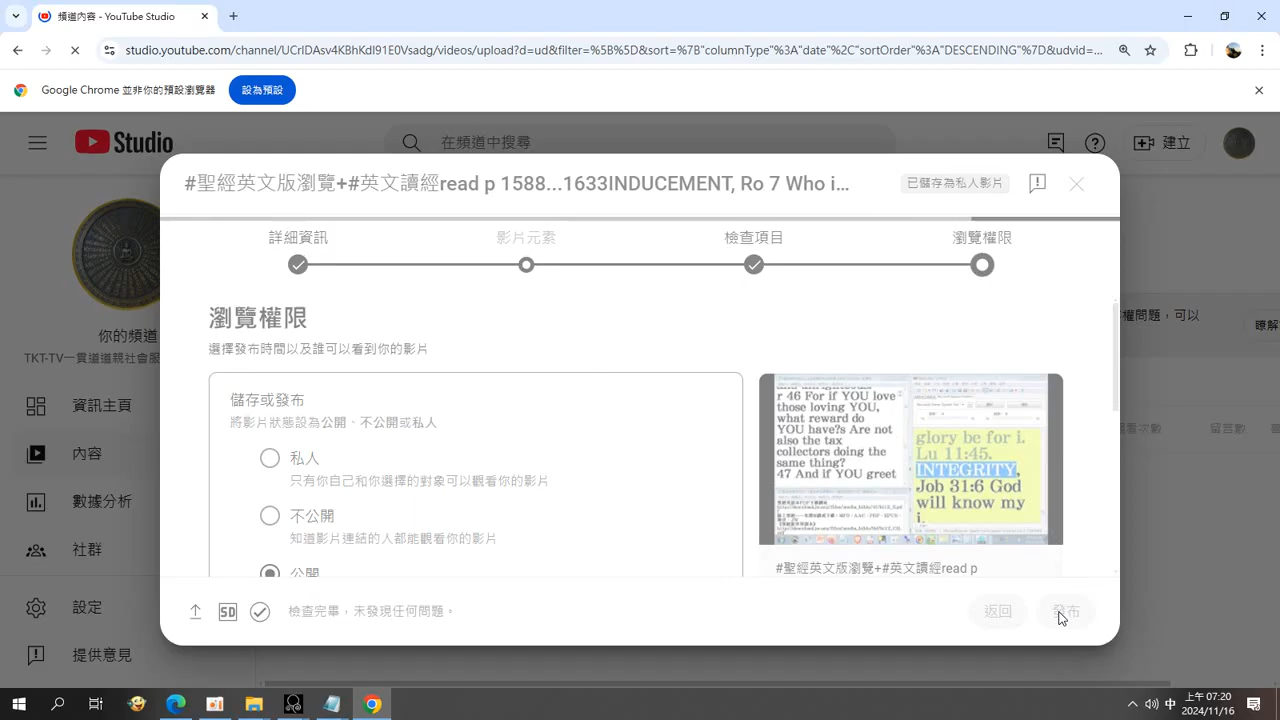 頻道內容 - YouTube Studio
studio.youtube.com/channel/UCrIDAsv4KBhKdI91E0Vsadg/videos/upload?d=ud&filter=%5B%5D&sort=%7B"columnType"%3A"date"%2C"sortOrder"%3A"DESCENDING"%7D&udvid=...
Google Chrome 並非你的預設瀏覽器
設為預設
Studio
在頻道中搜尋
建立
#聖經英文版瀏覽+#英文讀經read p 1588...1633INDUCEMENT, Ro 7 Who i...
已儲存為私人影片
詳細資訊
影片元素
檢查項目
瀏覽權限
你的頻道
TKT-TV一貫道道親社會服
資訊主頁
內容
數據分析
社群
設定
提供意見
瀏覽權限
選擇發布時間以及誰可以看到你的影片
儲存或發布
將影片狀態設為公開、不公開或私人
私人
只有你自己和你選擇的對象可以觀看你的影片
不公開
知道影片連結的人都能觀看你的影片
公開
r 46 For if YOU love
those loving YOU,
what reward do
YOU have?s Are not
also the tax
collectors doing the
same thing?
47 And if YOU greet
glory be for i.
Lu 11:45.
INTEGRITY,
Job 31:6 God
will know my
i.
#聖經英文版瀏覽+#英文讀經read p
權問題，可以
瞭解
留言數
SD
檢查完畢，未發現任何問題。
返回
發布
中
上午 07:20
2024/11/16